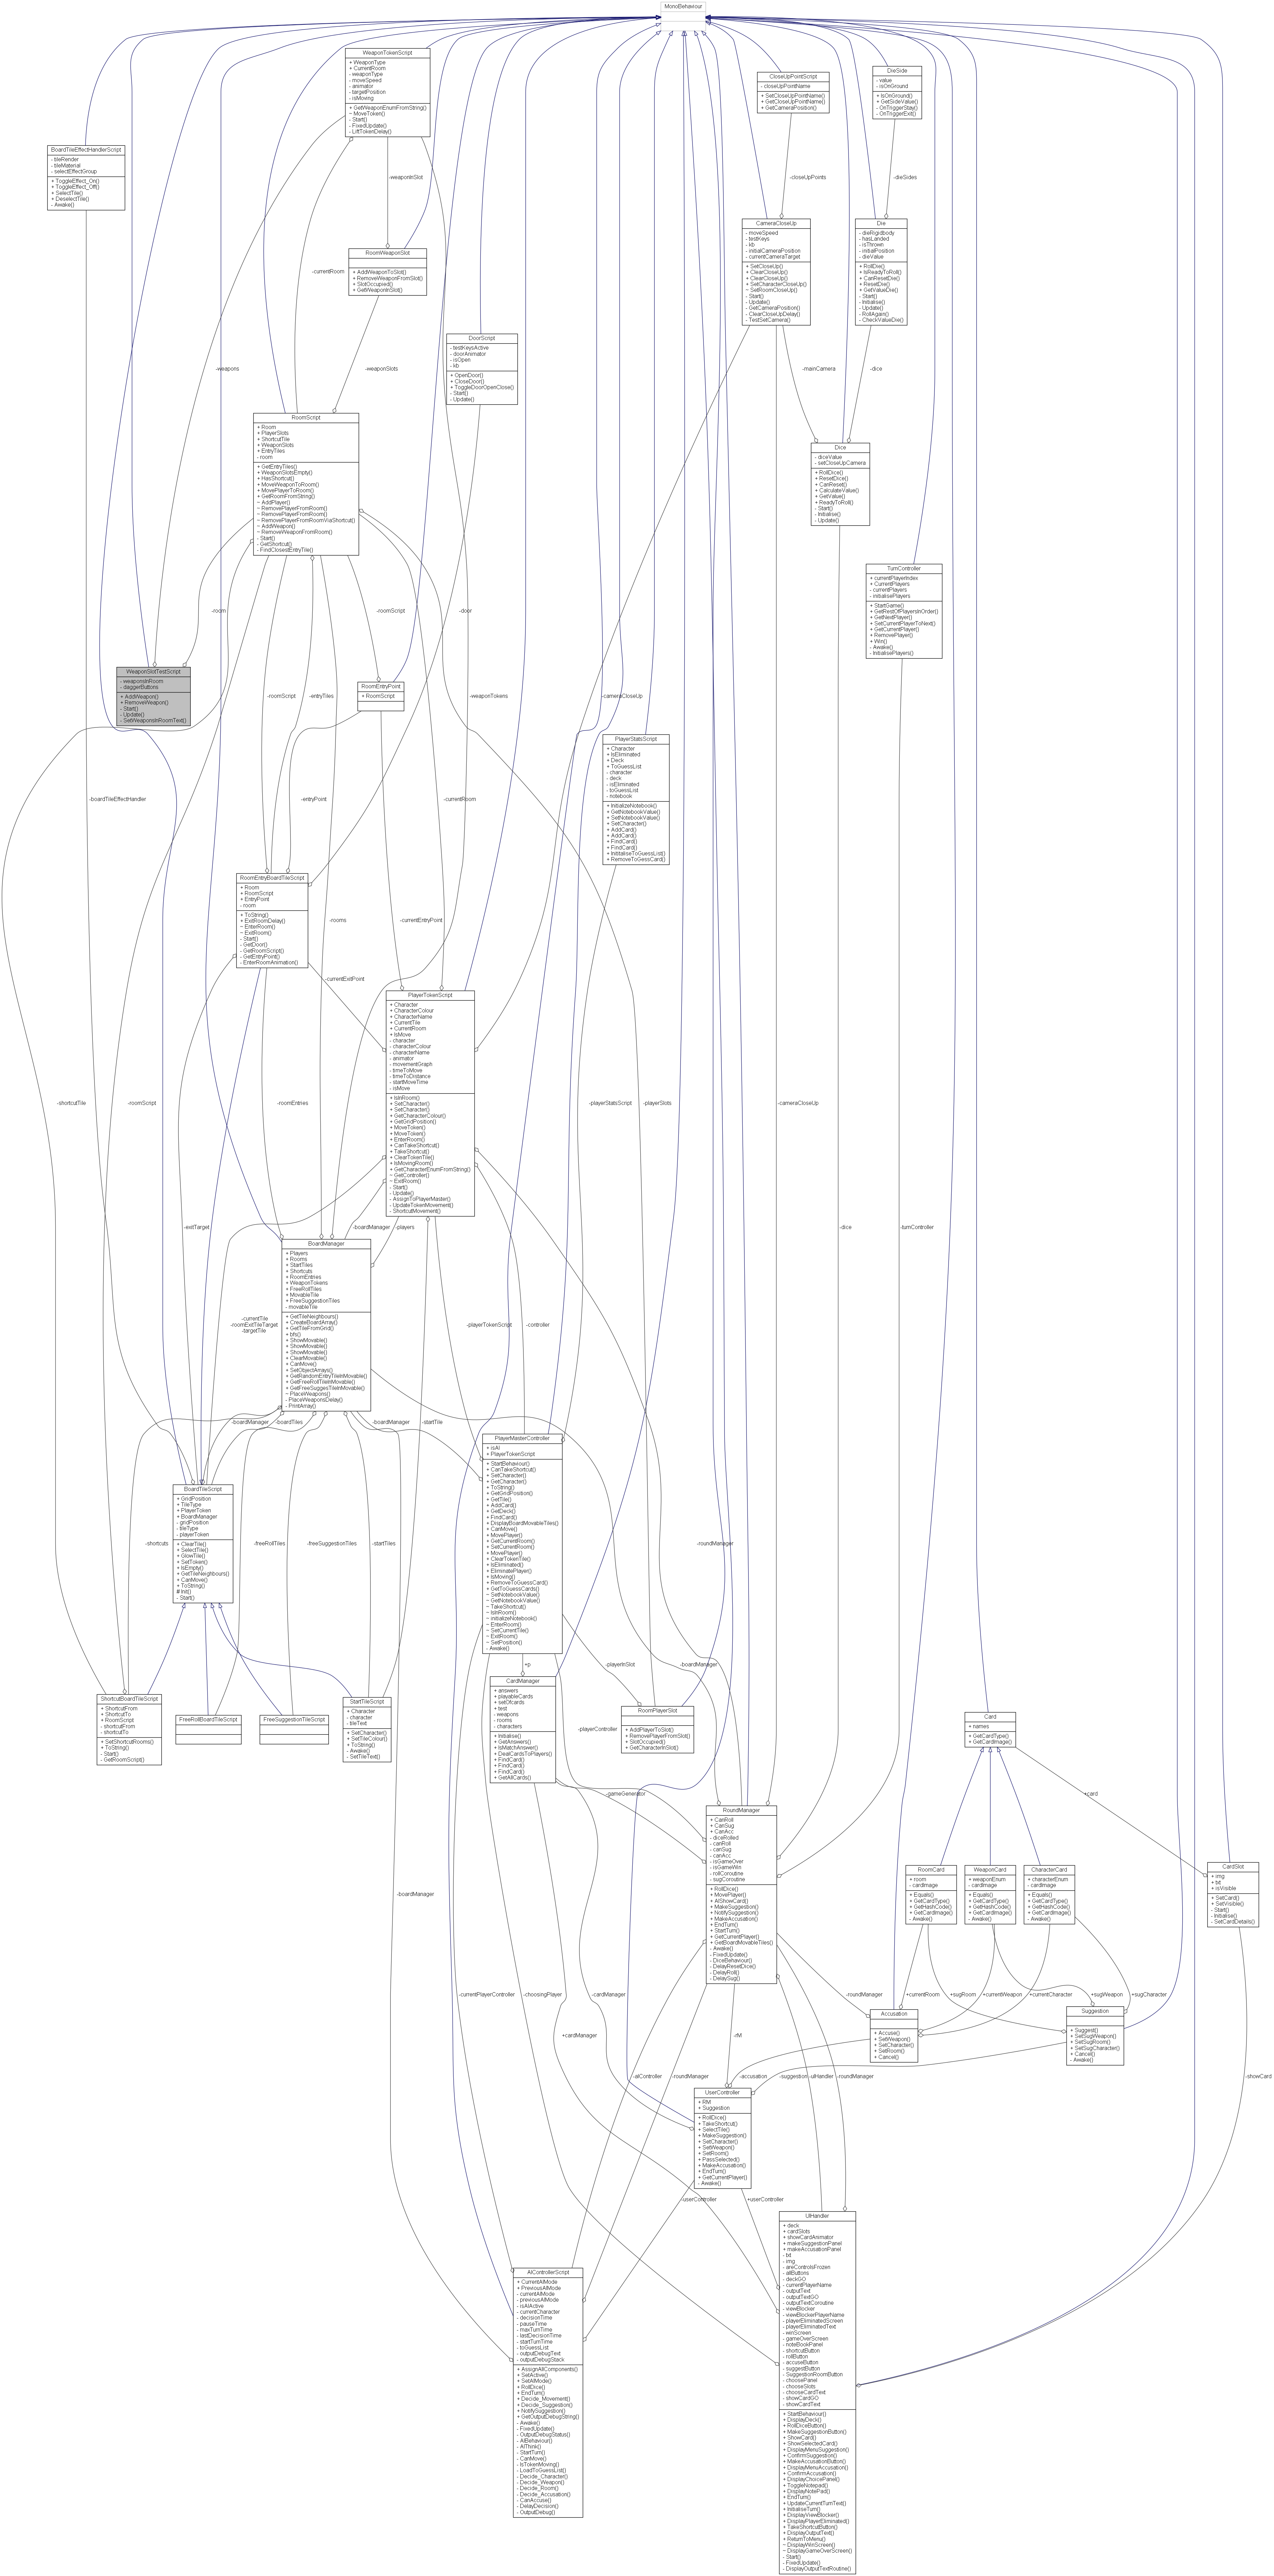 MonoBehaviour
WeaponTokenScript
+ WeaponType
+ CurrentRoom
- weaponType
- moveSpeed
- animator
- targetPosition
- isMoving
+ GetWeaponEnumFromString()
~ MoveToken()
- Start()
- FixedUpdate()
- LiftTokenDelay()
CloseUpPointScript
- closeUpPointName
+ SetCloseUpPointName()
+ GetCloseUpPointName()
+ GetCameraPosition()
DieSide
- value
- isOnGround
+ IsOnGround()
+ GetSideValue()
- OnTriggerStay()
- OnTriggerExit()
BoardTileEffectHandlerScript
- tileRender
- tileMaterial
- selectEffectGroup
+ ToggleEffect_On()
+ ToggleEffect_Off()
+ SelectTile()
+ DeselectTile()
- Awake()
-weaponInSlot
-closeUpPoints
-dieSides
RoomWeaponSlot
+ AddWeaponToSlot()
+ RemoveWeaponFromSlot()
+ SlotOccupied()
+ GetWeaponInSlot()
-currentRoom
CameraCloseUp
- moveSpeed
- testKeys
- kb
- initialCameraPosition
- currentCameraTarget
+ SetCloseUp()
+ ClearCloseUp()
+ ClearCloseUp()
+ SetCharacterCloseUp()
~ SetRoomCloseUp()
- Start()
- Update()
- GetCameraPosition()
- ClearCloseUpDelay()
- TestSetCamera()
Die
- dieRigidbody
- hasLanded
- isThrown
- initialPosition
- dieValue
+ RollDie()
+ IsReadyToRoll()
+ CanResetDie()
+ ResetDie()
+ GetValueDie()
- Start()
- Initialise()
- Update()
- RollAgain()
- CheckValueDie()
DoorScript
- testKeysActive
- doorAnimator
- isOpen
- kb
+ OpenDoor()
+ CloseDoor()
+ ToggleDoorOpenClose()
- Start()
- Update()
-weapons
-weaponSlots
-mainCamera
-dice
RoomScript
+ Room
+ PlayerSlots
+ ShortcutTile
+ WeaponSlots
+ EntryTiles
- room
+ GetEntryTiles()
+ WeaponSlotsEmpty()
+ HasShortcut()
+ MoveWeaponToRoom()
+ MovePlayerToRoom()
+ GetRoomFromString()
~ AddPlayer()
~ RemovePlayerFromRoom()
~ RemovePlayerFromRoom()
~ RemovePlayerFromRoomViaShortcut()
~ AddWeapon()
~ RemoveWeaponFromRoom()
- Start()
- GetShortcut()
- FindClosestEntryTile()
Dice
- diceValue
- setCloseUpCamera
+ RollDice()
+ ResetDice()
+ CanReset()
+ CalculateValue()
+ GetValue()
+ ReadyToRoll()
- Start()
- Initialise()
- Update()
TurnController
+ currentPlayerIndex
+ CurrentPlayers
- currentPlayers
- initialisePlayers
+ StartGame()
+ GetRestOfPlayersInOrder()
+ GetNextPlayer()
+ SetCurrentPlayerToNext()
+ GetCurrentPlayer()
+ RemovePlayer()
+ Win()
- Awake()
- InitialisePlayers()
-room
-roomScript
-door
WeaponSlotTestScript
- weaponsInRoom
- daggerButtons
+ AddWeapon()
+ RemoveWeapon()
- Start()
- Update()
- SetWeaponsInRoomText()
RoomEntryPoint
+ RoomScript
-roomScript
-entryTiles
-weaponTokens
-cameraCloseUp
PlayerStatsScript
+ Character
+ IsEliminated
+ Deck
+ ToGuessList
- character
- deck
- isEliminated
- toGuessList
- notebook
+ InitializeNotebook()
+ GetNotebookValue()
+ SetNotebookValue()
+ SetCharacter()
+ AddCard()
+ AddCard()
+ FindCard()
+ FindCard()
+ InititaliseToGuessList()
+ RemoveToGessCard()
-boardTileEffectHandler
-entryPoint
-currentRoom
RoomEntryBoardTileScript
+ Room
+ RoomScript
+ EntryPoint
- room
+ ToString()
+ ExitRoomDelay()
~ EnterRoom()
~ ExitRoom()
- Start()
- GetDoor()
- GetRoomScript()
- GetEntryPoint()
- EnterRoomAnimation()
-rooms
-currentEntryPoint
-currentExitPoint
PlayerTokenScript
+ Character
+ CharacterColour
+ CharacterName
+ CurrentTile
+ CurrentRoom
+ IsMove
- character
- characterColour
- characterName
- animator
- movementGraph
- timeToMove
- timeToDistance
- startMoveTime
- isMove
+ IsInRoom()
+ SetCharacter()
+ SetCharacter()
+ GetCharacterColour()
+ GetGridPosition()
+ MoveToken()
+ MoveToken()
+ EnterRoom()
+ CanTakeShortcut()
+ TakeShortcut()
+ ClearTokenTile()
+ IsMovingRoom()
+ GetCharacterEnumFromString()
~ GetController()
~ ExitRoom()
- Start()
- Update()
- AssignToPlayerMaster()
- UpdateTokenMovement()
- ShortcutMovement()
-shortcutTile
-roomScript
-roomEntries
-playerStatsScript
-playerSlots
-cameraCloseUp
-exitTarget
-boardManager
-players
-dice
-turnController
BoardManager
+ Players
+ Rooms
+ StartTiles
+ Shortcuts
+ RoomEntries
+ WeaponTokens
+ FreeRollTiles
+ MovableTile
+ FreeSuggestionTiles
- movableTile
+ GetTileNeighbours()
+ CreateBoardArray()
+ GetTileFromGrid()
+ bfs()
+ ShowMovable()
+ ShowMovable()
+ ShowMovable()
+ ClearMovable()
+ CanMove()
+ SetObjectArrays()
+ GetRandomEntryTileInMovable()
+ GetFreeRollTileInMovable()
+ GetFreeSuggesTileInMovable()
~ PlaceWeapons()
- PlaceWeaponsDelay()
- PrintArray()
-currentTile
-roomExitTileTarget
-targetTile
-playerTokenScript
-controller
-boardManager
-boardTiles
-boardManager
-startTile
PlayerMasterController
+ isAI
+ PlayerTokenScript
+ StartBehaviour()
+ CanTakeShortcut()
+ SetCharacter()
+ GetCharacter()
+ ToString()
+ GetGridPosition()
+ GetTile()
+ AddCard()
+ GetDeck()
+ FindCard()
+ DisplayBoardMovableTiles()
+ CanMove()
+ MovePlayer()
+ GetCurrentRoom()
+ SetCurrentRoom()
+ MovePlayer()
+ ClearTokenTile()
+ IsEliminated()
+ EliminatePlayer()
+ IsMoving()
+ RemoveToGuessCard()
+ GetToGuessCards()
~ SetNotebookValue()
~ GetNotebookValue()
~ TakeShortcut()
~ IsInRoom()
~ initializeNotebook()
~ EnterRoom()
~ SetCurrentTile()
~ ExitRoom()
~ SetPosition()
- Awake()
BoardTileScript
+ GridPosition
+ TileType
+ PlayerToken
+ BoardManager
- gridPosition
- tileType
- playerToken
+ ClearTile()
+ SelectTile()
+ GlowTile()
+ SetToken()
+ IsEmpty()
+ GetTileNeighbours()
+ CanMove()
+ ToString()
# Init()
- Start()
-shortcuts
-freeRollTiles
-freeSuggestionTiles
-startTiles
-roundManager
-playerInSlot
-boardManager
+p
ShortcutBoardTileScript
+ ShortcutFrom
+ ShortcutTo
+ RoomScript
- shortcutFrom
- shortcutTo
+ SetShortcutRooms()
+ ToString()
- Start()
- GetRoomScript()
FreeRollBoardTileScript
FreeSuggestionTileScript
StartTileScript
+ Character
- character
- tileText
+ SetCharacter()
+ SetTileColour()
+ ToString()
- Awake()
- SetTileText()
CardManager
+ answers
+ playableCards
+ setOfcards
+ test
- weapons
- rooms
- characters
+ Initialise()
+ GetAnswers()
+ IsMatchAnswer()
+ DealCardsToPlayers()
+ FindCard()
+ FindCard()
+ FindCard()
+ GetAllCards()
RoomPlayerSlot
+ AddPlayerToSlot()
+ RemovePlayerFromSlot()
+ SlotOccupied()
+ GetCharacterInSlot()
-playerController
Card
+ names
+ GetCardType()
+ GetCardImage()
-gameGenerator
+card
RoundManager
+ CanRoll
+ CanSug
+ CanAcc
- diceRolled
- canRoll
- canSug
- canAcc
- isGameOver
- isGameWin
- rollCoroutine
- sugCoroutine
+ RollDice()
+ MovePlayer()
+ AIShowCard()
+ MakeSuggestion()
+ NotifySuggestion()
+ MakeAccusation()
+ EndTurn()
+ StartTurn()
+ GetCurrentPlayer()
+ GetBoardMovableTiles()
- Awake()
- FixedUpdate()
- DiceBehaviour()
- DelayResetDice()
- DelayRoll()
- DelaySug()
RoomCard
+ room
- cardImage
+ Equals()
+ GetCardType()
+ GetHashCode()
+ GetCardImage()
- Awake()
WeaponCard
+ weaponEnum
- cardImage
+ Equals()
+ GetCardType()
+ GetHashCode()
+ GetCardImage()
- Awake()
CharacterCard
+ characterEnum
- cardImage
+ Equals()
+ GetCardType()
+ GetHashCode()
+ GetCardImage()
- Awake()
CardSlot
+ img
+ txt
+ isVisible
+ SetCard()
+ SetVisible()
- Start()
- Initialise()
- SetCardDetails()
-boardManager
-currentPlayerController
-choosingPlayer
-cardManager
-roundManager
+currentRoom
+sugRoom
+currentWeapon
+currentCharacter
+sugWeapon
+sugCharacter
+cardManager
-rM
Accusation
+ Accuse()
+ SetWeapon()
+ SetCharacter()
+ SetRoom()
+ Cancel()
Suggestion
+ Suggest()
+ SetSugWeapon()
+ SetSugRoom()
+ SetSugCharacter()
+ Cancel()
- Awake()
-aIController
-roundManager
-accusation
-suggestion
-uIHandler
-roundManager
-showCard
UserController
+ RM
+ Suggestion
+ RollDice()
+ TakeShortcut()
+ SelectTile()
+ MakeSuggestion()
+ SetCharacter()
+ SetWeapon()
+ SetRoom()
+ PassSelected()
+ MakeAccusation()
+ EndTurn()
+ GetCurrentPlayer()
- Awake()
-userController
+userController
AIControllerScript
+ CurrentAIMode
+ PreviousAIMode
- currentAIMode
- previousAIMode
- isAIActive
- currentCharacter
- decisionTime
- pauseTime
- maxTurnTime
- lastDecisionTime
- startTurnTime
- toGuessList
- outputDebugText
- outputDebugStack
+ AssignAllComponents()
+ SetActive()
+ SetAIMode()
+ RollDice()
+ EndTurn()
+ Decide_Movement()
+ Decide_Suggestion()
+ NotifySuggestion()
+ GetOutputDebugString()
- Awake()
- FixedUpdate()
- OutputDebugStatus()
- AIBehaviour()
- AIThink()
- StartTurn()
- CanMove()
- IsTokenMoving()
- LoadToGuessList()
- Decide_Character()
- Decide_Weapon()
- Decide_Room()
- Decide_Accusation()
- CanAccuse()
- DelayDecision()
- OutputDebug()
UIHandler
+ deck
+ cardSlots
+ showCardAnimator
+ makeSuggestionPanel
+ makeAccusationPanel
- txt
- img
- areControlsFrozen
- allButtons
- deckGO
- currentPlayerName
- outputText
- outputTextGO
- outputTextCoroutine
- viewBlocker
- viewBlockerPlayerName
- playerEliminatedScreen
- playerEliminatedText
- winScreen
- gameOverScreen
- noteBookPanel
- shortcutButton
- rollButton
- accuseButton
- suggestButton
- SuggestionRoomButton
- choosePanel
- chooseSlots
- chooseCardText
- showCardGO
- showCardText
+ StartBehaviour()
+ DisplayDeck()
+ RollDiceButton()
+ MakeSuggestionButton()
+ ShowCard()
+ ShowSelectedCard()
+ DisplayMenuSuggestion()
+ ConfirmSuggestion()
+ MakeAccusationButton()
+ DisplayMenuAccusation()
+ ConfirmAccusation()
+ DisplayChoicePanel()
+ ToggleNotepad()
+ DisplayNotePad()
+ EndTurn()
+ UpdateCurrentTurnText()
+ InitialiseTurn()
+ DisplayViewBlocker()
+ DisplayPlayerEliminated()
+ TakeShortcutButton()
+ DisplayOutputText()
+ ReturnToMenu()
~ DisplayWinScreen()
~ DisplayGameOverScreen()
- Start()
- FixedUpdate()
- DisplayOutputTextRoutine()